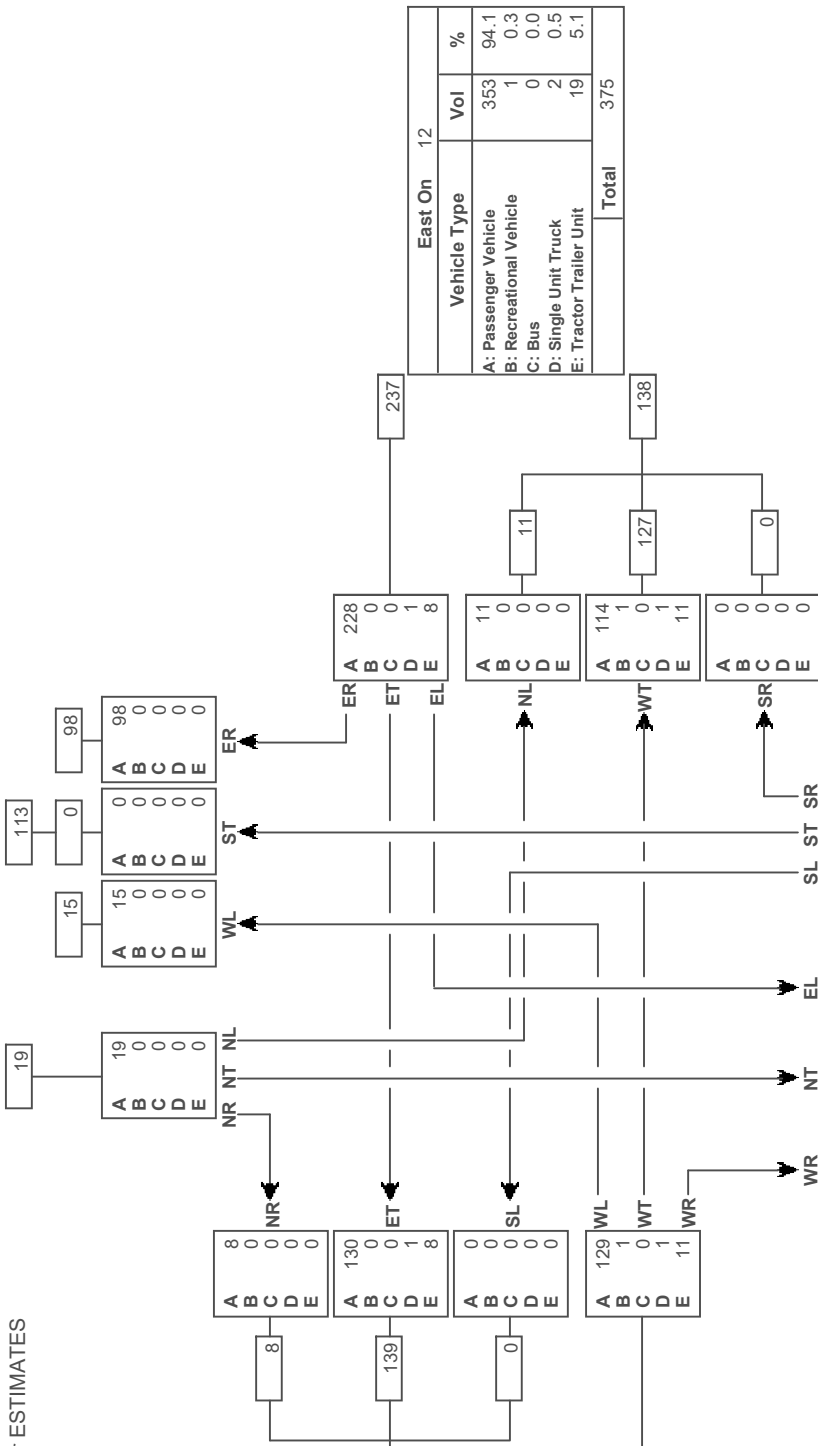 ESTIMATES
19
A 19
B 0
C 0
D 0
E 0
NR NT NL
15
A 15
B 0
C 0
D 0
E 0
WL
113
0
A 0
B 0
C 0
D 0
E 0
ST
98
A 98
B 0
C 0
D 0
E 0
ER
8
A 8
B 0
C 0
D 0
E 0
NR
139
A 130
B 0
C 0
D 1
E 8
ET
0
A 0
B 0
C 0
D 0
E 0
SL
A 129
B 1
C 0
D 1
E 11
WL
WT
WR
ER
ET
EL
A 228
B 0
C 0
D 1
E 8
237
NL
A 11
B 0
C 0
D 0
E 0
11
WT
A 114
B 1
C 0
D 1
E 11
127
138
SR
A 0
B 0
C 0
D 0
E 0
0
WR NT EL SL ST SR
East On 12
Vehicle Type Vol %
A: Passenger Vehicle 353 94.1
B: Recreational Vehicle 1 0.3
C: Bus 0 0.0
D: Single Unit Truck 2 0.5
E: Tractor Trailer Unit 19 5.1
Total 375